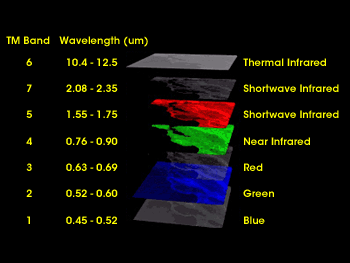 TM Band Wavelength (um)
6 10.4 - 12.5 Thermal Infrared
7 2.08 - 2.35 Shortwave Infrared
5 1.55 - 1.75 Shortwave Infrared
4 0.76 - 0.90 Near Infrared
3 0.63 - 0.69 Red
2 0.52 - 0.60 Green
1 0.45 - 0.52 Blue